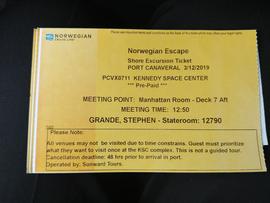 NORWEGIAN
CRUISE LINE
Norwegian Escape
Shore Excursion Ticket
PORT CANAVERAL 3/12/2019
PCVX0711 KENNEDY SPACE CENTER
*** Pre-Paid ***
MEETING POINT: Manhattan Room - Deck 7 Aft
MEETING TIME: 12:50
GRANDE, STEPHEN - Stateroom: 12790
Please Note:
All venues may not be visited due to time constrains. Guest must prioritize
what they want to visit once at the KSC complex. This is not a guided tour.
Cancellation deadline: 48 hrs prior to arrival in port.
Operated by: Sunward Tours.